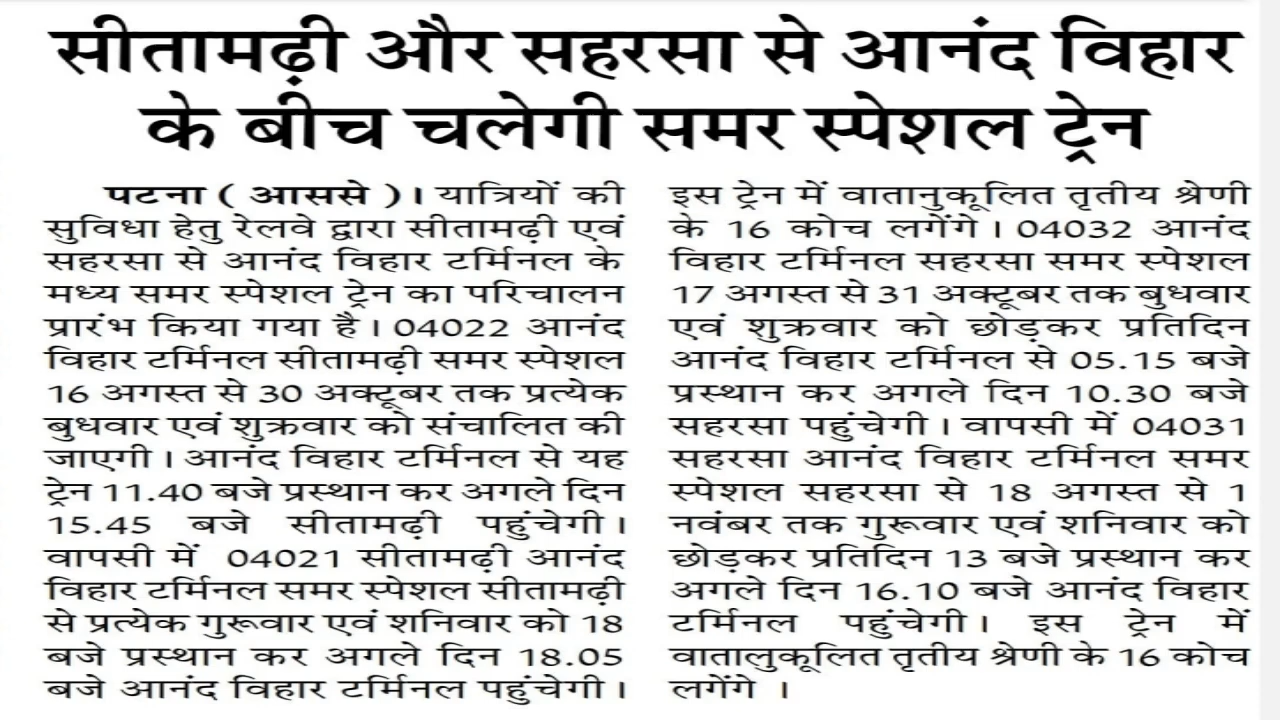 सीतामढ़ी और सहरसा से आनंद विहार
के बीच चलेगी समर स्पेशल ट्रेन
पटना ( आससे )। यात्रियों की
सुविधा हेतु रेलवे द्वारा सीतामढ़ी एवं
सहरसा से आनंद विहार टर्मिनल के
मध्य समर स्पेशल ट्रेन का परिचालन
प्रारंभ किया गया है। 04022 आनंद
विहार टर्मिनल सीतामढ़ी समर स्पेशल
16 अगस्त से 30 अक्टूबर तक प्रत्येक
बुधवार एवं शुक्रवार को संचालित की
जाएगी। आनंद विहार टर्मिनल से यह
ट्रेन 11.40 बजे प्रस्थान कर अगले दिन
15.45 बजे सीतामढ़ी पहुंचेगी।
वापसी में 04021 सीतामढ़ी आनंद
विहार टर्मिनल समर स्पेशल सीतामढ़ी
से प्रत्येक गुरूवार एवं शनिवार को 18
बजे प्रस्थान कर अगले दिन 18.05
बजे आनंद विहार टर्मिनल पहुंचेगी।
इस ट्रेन में वातानुकूलित तृतीय श्रेणी
के 16 कोच लगेंगे। 04032 आनंद
विहार टर्मिनल सहरसा समर स्पेशल
17 अगस्त से 31 अक्टूबर तक बुधवार
एवं शुक्रवार को छोड़कर प्रतिदिन
आनंद विहार टर्मिनल से 05.15 बजे
प्रस्थान कर अगले दिन 10.30 बजे
सहरसा पहुंचेगी। वापसी में 04031
सहरसा आनंद विहार टर्मिनल समर
स्पेशल सहरसा से 18 अगस्त से 1
नवंबर तक गुरूवार एवं शनिवार को
छोड़कर प्रतिदिन 13 बजे प्रस्थान कर
अगले दिन 16.10 बजे आनंद विहार
टर्मिनल पहुंचेगी। इस ट्रेन में
वातालुकूलित तृतीय श्रेणी के 16 कोच
लगेंगे ।